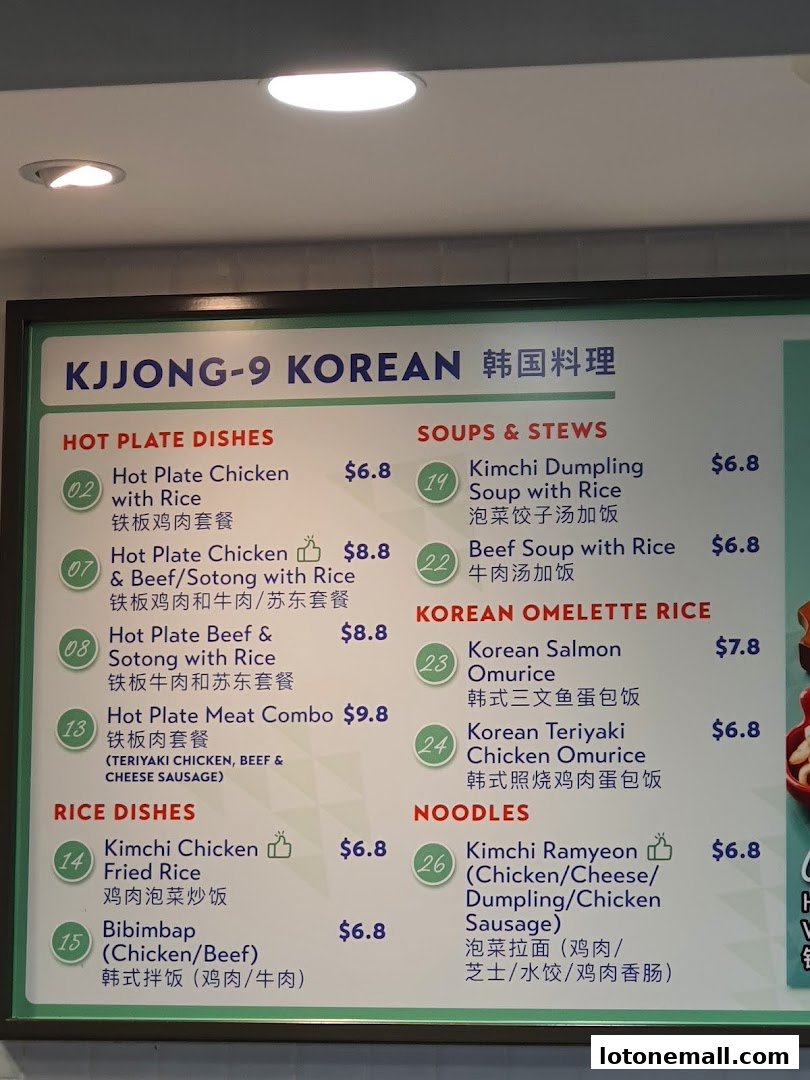 KJJONG-9 KOREAN 韩国料理
HOT PLATE DISHES
02 Hot Plate Chicken $6.8
with Rice
铁板鸡肉套餐
07 Hot Plate Chicken $8.8
& Beef/Sotong with Rice
铁板鸡肉和牛肉/苏东套餐
08 Hot Plate Beef & $8.8
Sotong with Rice
铁板牛肉和苏东套餐
13 Hot Plate Meat Combo $9.8
铁板肉套餐
(TERIYAKI CHICKEN, BEEF &
CHEESE SAUSAGE)
RICE DISHES
14 Kimchi Chicken $6.8
Fried Rice
鸡肉泡菜炒饭
15 Bibimbap $6.8
(Chicken/Beef)
韩式拌饭 (鸡肉/牛肉)
SOUPS & STEWS
19 Kimchi Dumpling $6.8
Soup with Rice
泡菜饺子汤加饭
22 Beef Soup with Rice $6.8
牛肉汤加饭
KOREAN OMELETTE RICE
23 Korean Salmon $7.8
Omurice
韩式三文鱼蛋包饭
24 Korean Teriyaki $6.8
Chicken Omurice
韩式照烧鸡肉蛋包饭
NOODLES
26 Kimchi Ramyeon $6.8
(Chicken/Cheese/
Dumpling/Chicken
Sausage)
泡菜拉面 (鸡肉/
芝士/水饺/鸡肉香肠)
lotonemall.com